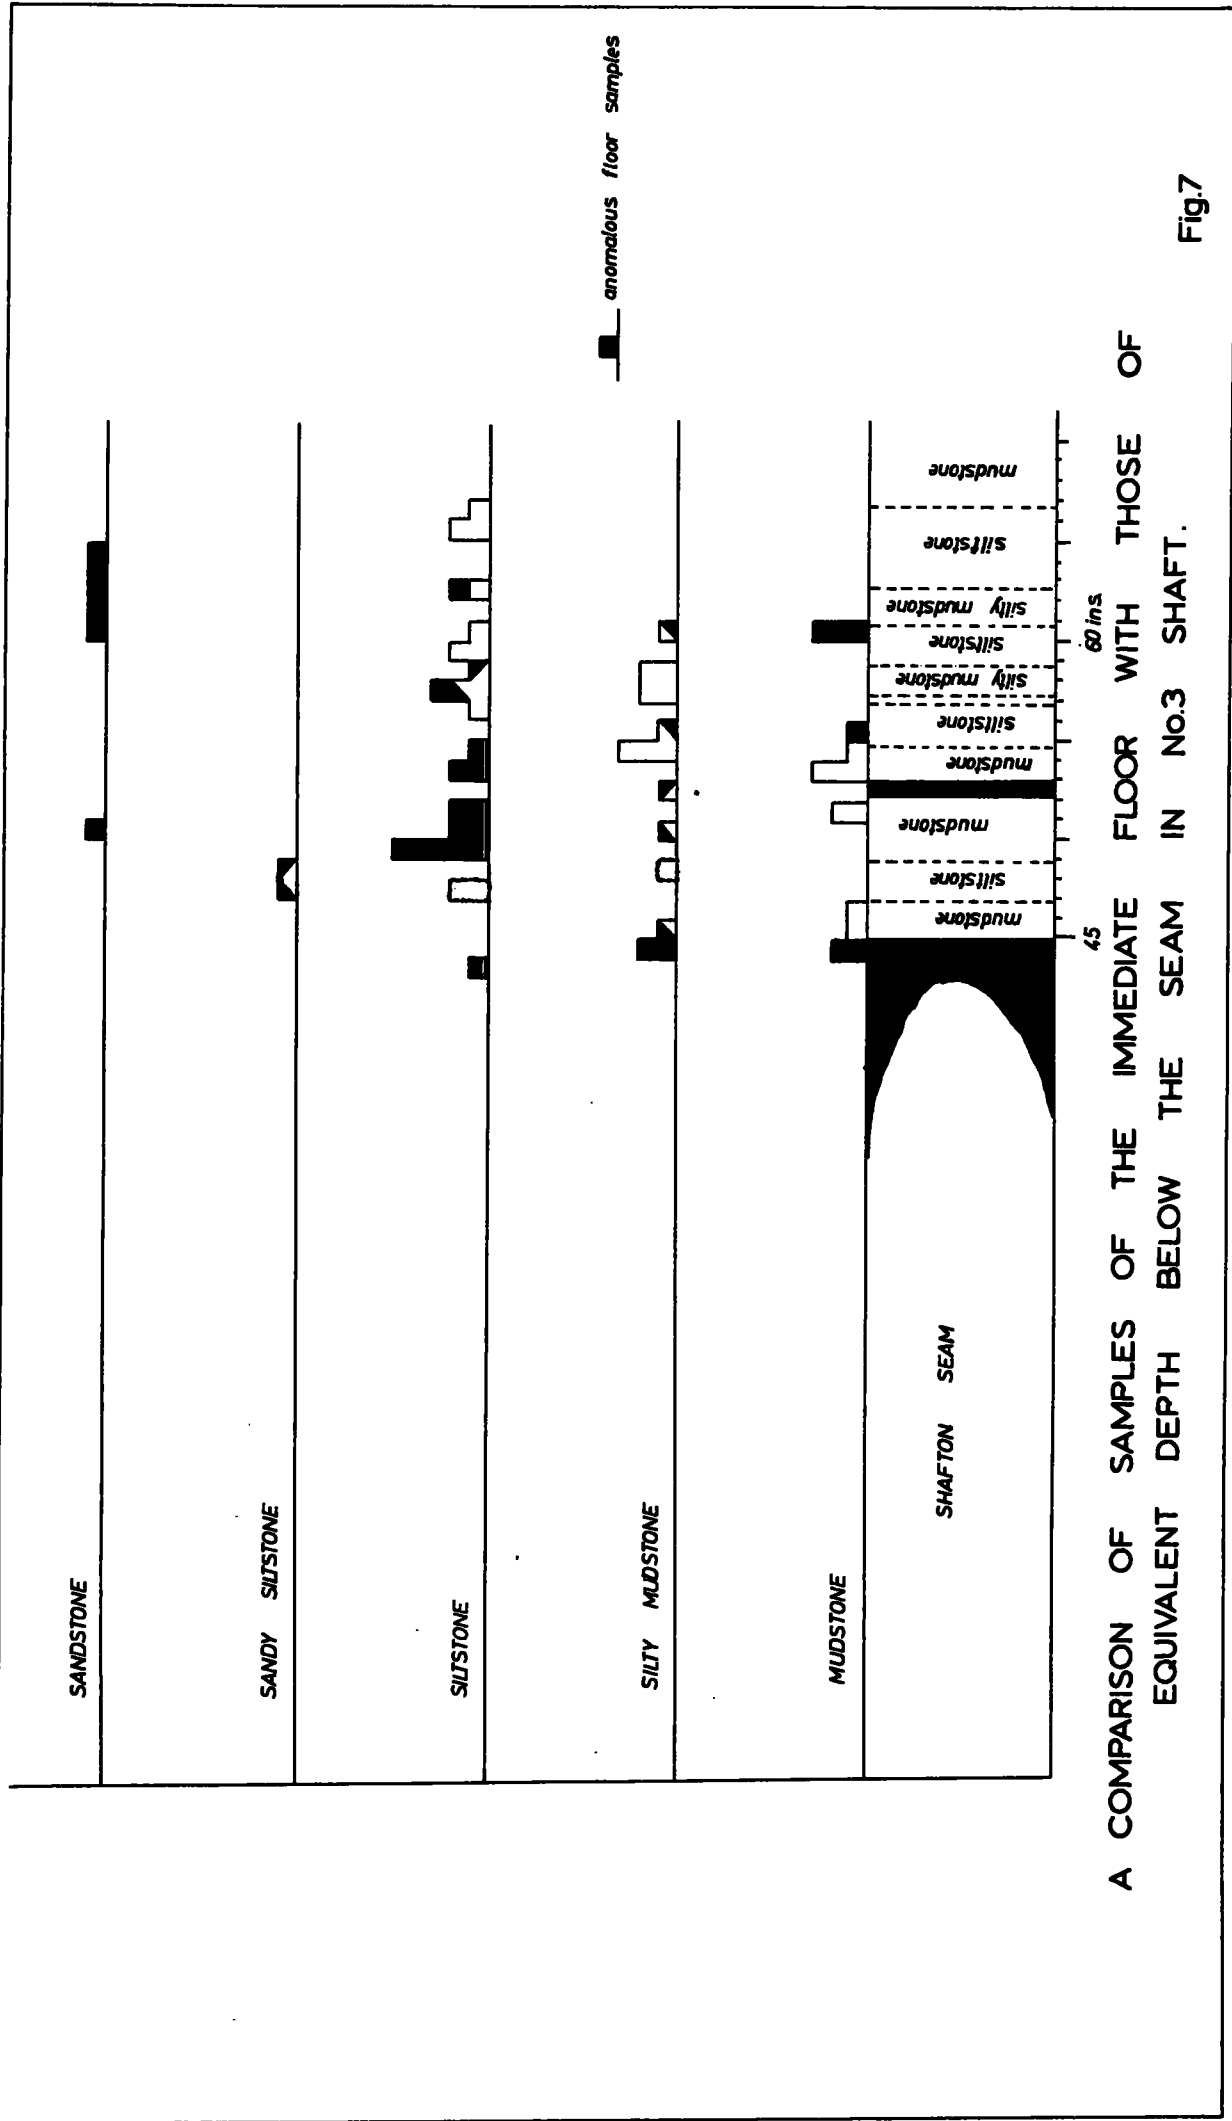 SANDSTONE
SANDY SILTSTONE
SILTSTONE
SILTY MUDSTONE
MUDSTONE
anomalous floor samples
SHAFTON SEAM
mudstone
siltstone
mudstone
mudstone
siltstone
silty mudstone
siltstone
silty mudstone
siltstone
mudstone
45
60 ins.
A COMPARISON OF SAMPLES OF THE IMMEDIATE FLOOR WITH THOSE OF
EQUIVALENT DEPTH BELOW THE SEAM IN No.3 SHAFT.
Fig.7